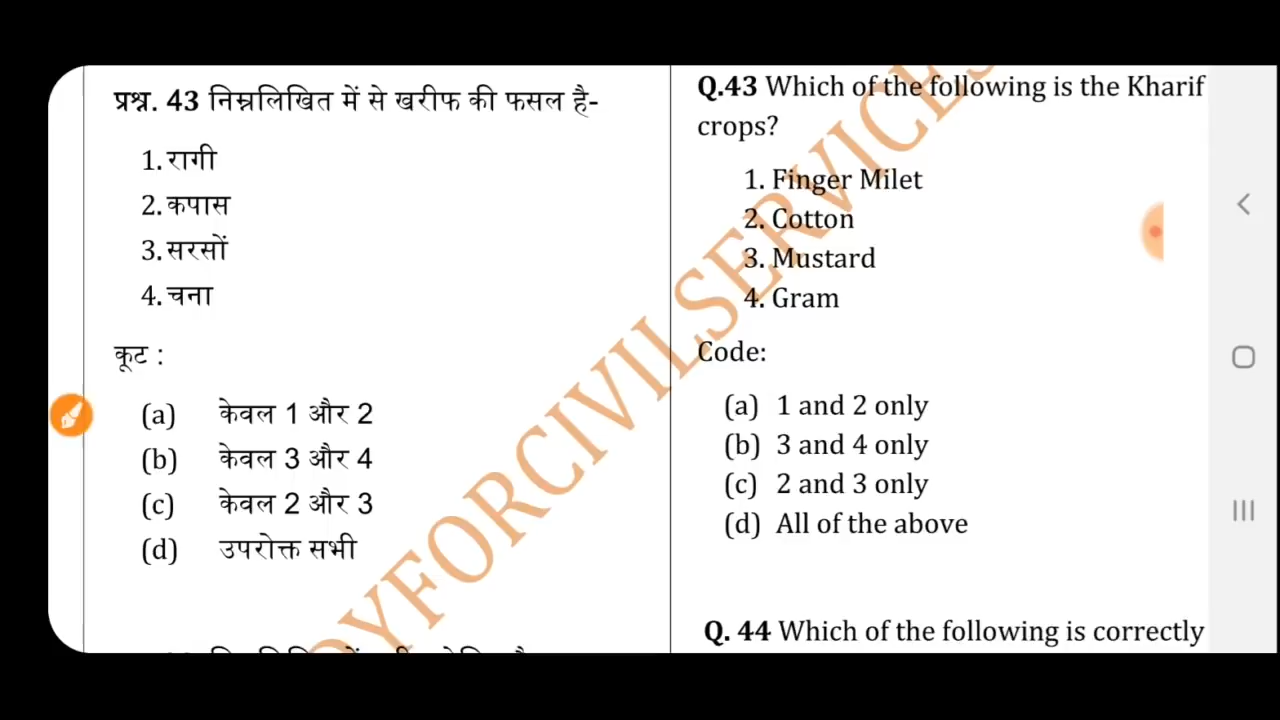 प्रश्न. 43 निम्नलिखित में से खरीफ की फसल है-
1. रागी
2. कपास
3. सरसों
4. चना
कूट :
(a) केवल 1 और 2
(b) केवल 3 और 4
(c) केवल 2 और 3
(d) उपरोक्त सभी
Q.43 Which of the following is the Kharif
crops?
1. Finger Milet
2. Cotton
3. Mustard
4. Gram
Code:
(a) 1 and 2 only
(b) 3 and 4 only
(c) 2 and 3 only
(d) All of the above
Q. 44 Which of the following is correctly
DYFORCIVILSERVICES